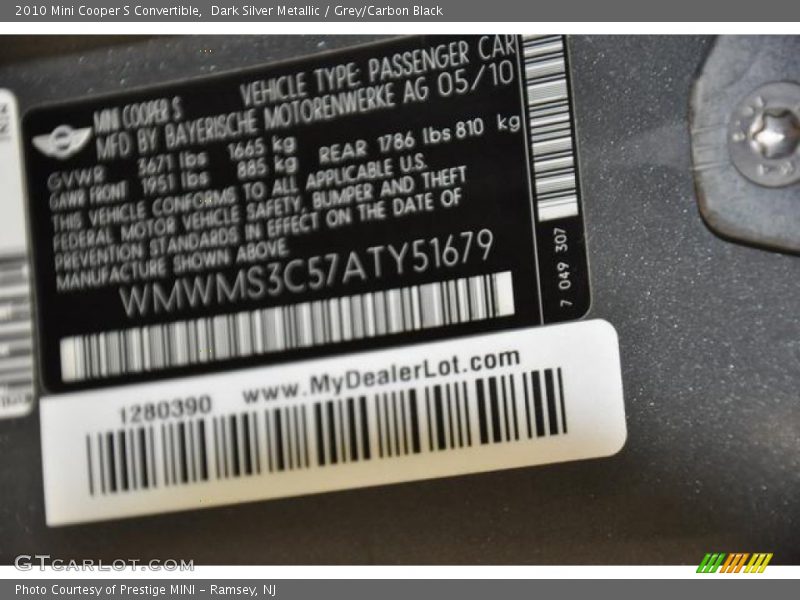 2010 Mini Cooper S Convertible,  Dark Silver Metallic / Grey/Carbon Black
MINI COOPER S VEHICLE TYPE: PASSENGER CAR
MFD BY BAYERISCHE MOTORENWERKE AG 05/10
GVWR 3671 lbs 1665 kg
GAWR FRONT 1951 lbs 885 kg REAR 1786 lbs 810 kg
THIS VEHICLE CONFORMS TO ALL APPLICABLE U.S.
FEDERAL MOTOR VEHICLE SAFETY, BUMPER AND THEFT
PREVENTION STANDARDS IN EFFECT ON THE DATE OF
MANUFACTURE SHOWN ABOVE
WMWMS3C57ATY51679
7 049 307
1280390 www.MyDealerLot.com
GTCARLOT.COM
Photo Courtesy of Prestige MINI - Ramsey, NJ